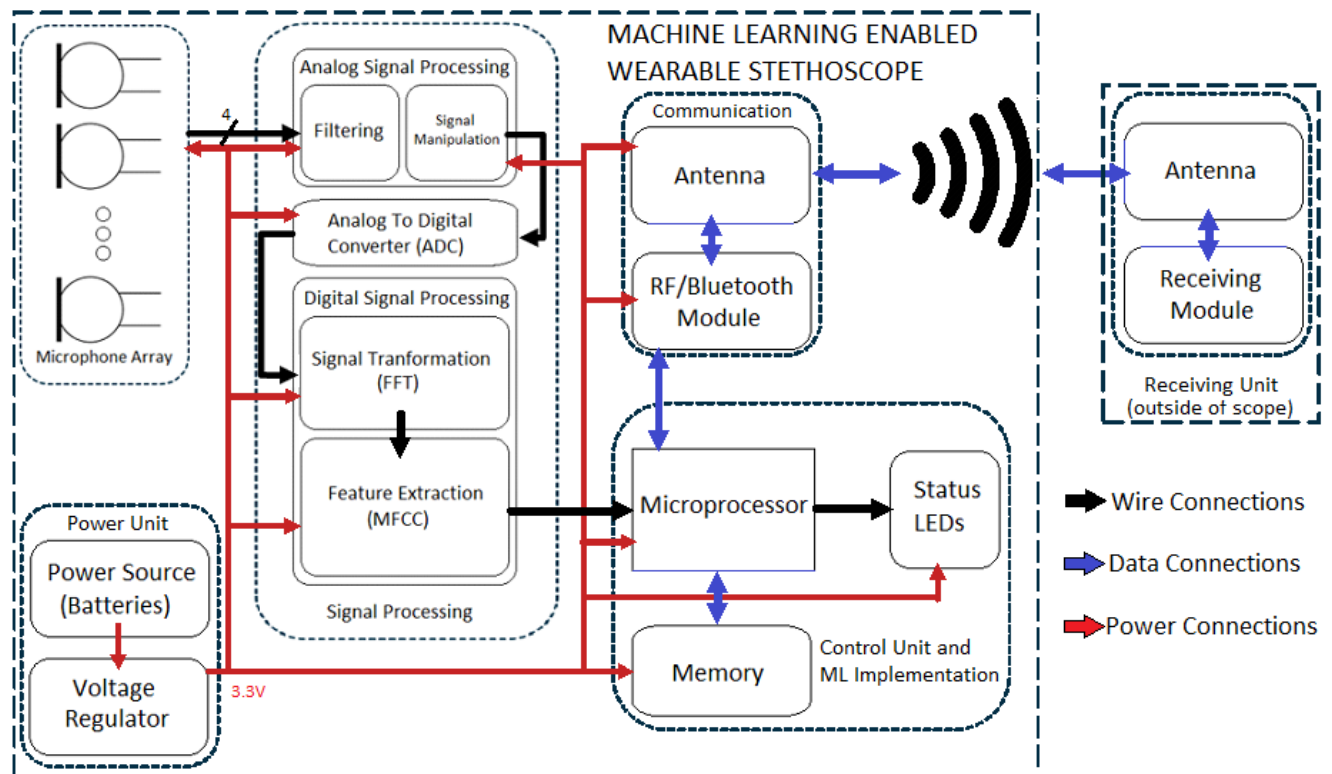 MACHINE LEARNING ENABLED
WEARABLE STETHOSCOPE
Microphone Array
4
Analog Signal Processing
Filtering
Signal
Manipulation
Analog To Digital
Converter (ADC)
Digital Signal Processing
Signal Tranformation
(FFT)
Feature Extraction
(MFCC)
Signal Processing
Power Unit
Power Source
(Batteries)
Voltage
Regulator
3.3V
Communication
Antenna
RF/Bluetooth
Module
Microprocessor
Status
LEDs
Memory
Control Unit and
ML Implementation
Antenna
Receiving
Module
Receiving Unit
(outside of scope)
Wire Connections
Data Connections
Power Connections